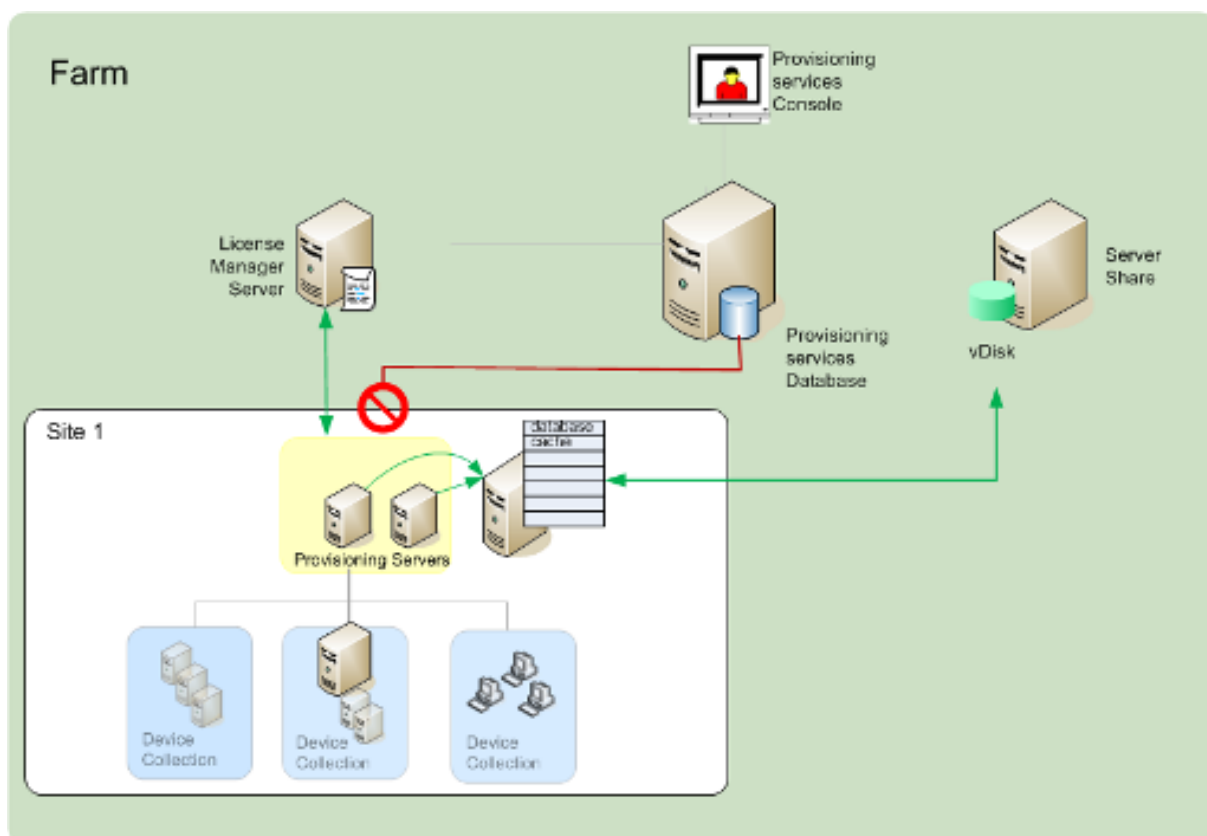 Farm
Provisioning
services
Console
License
Manager
Server
Server
Share
vDisk
Provisioning
services
Database
Site 1
database
cache
Provisioning Servers
Device
Collection
Device
Collection
Device
Collection